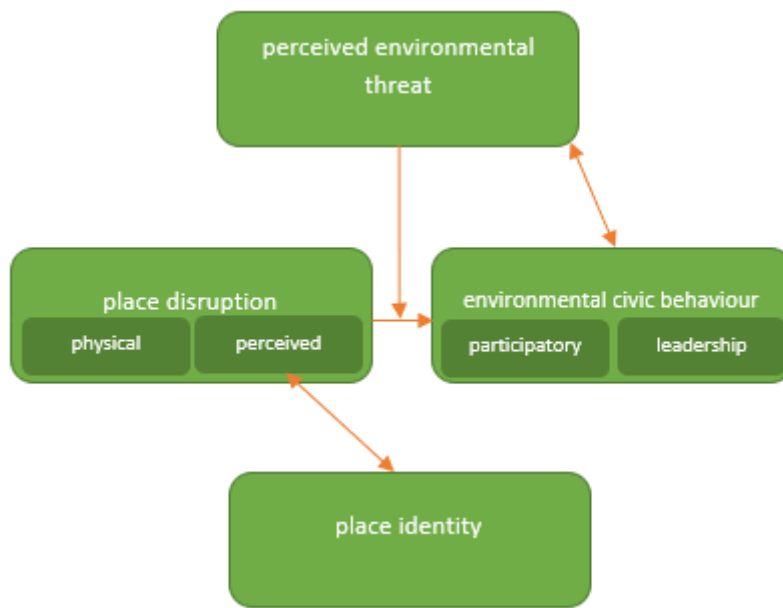 perceived environmental
threat
place disruption
physical
perceived
environmental civic behaviour
participatory
leadership
place identity